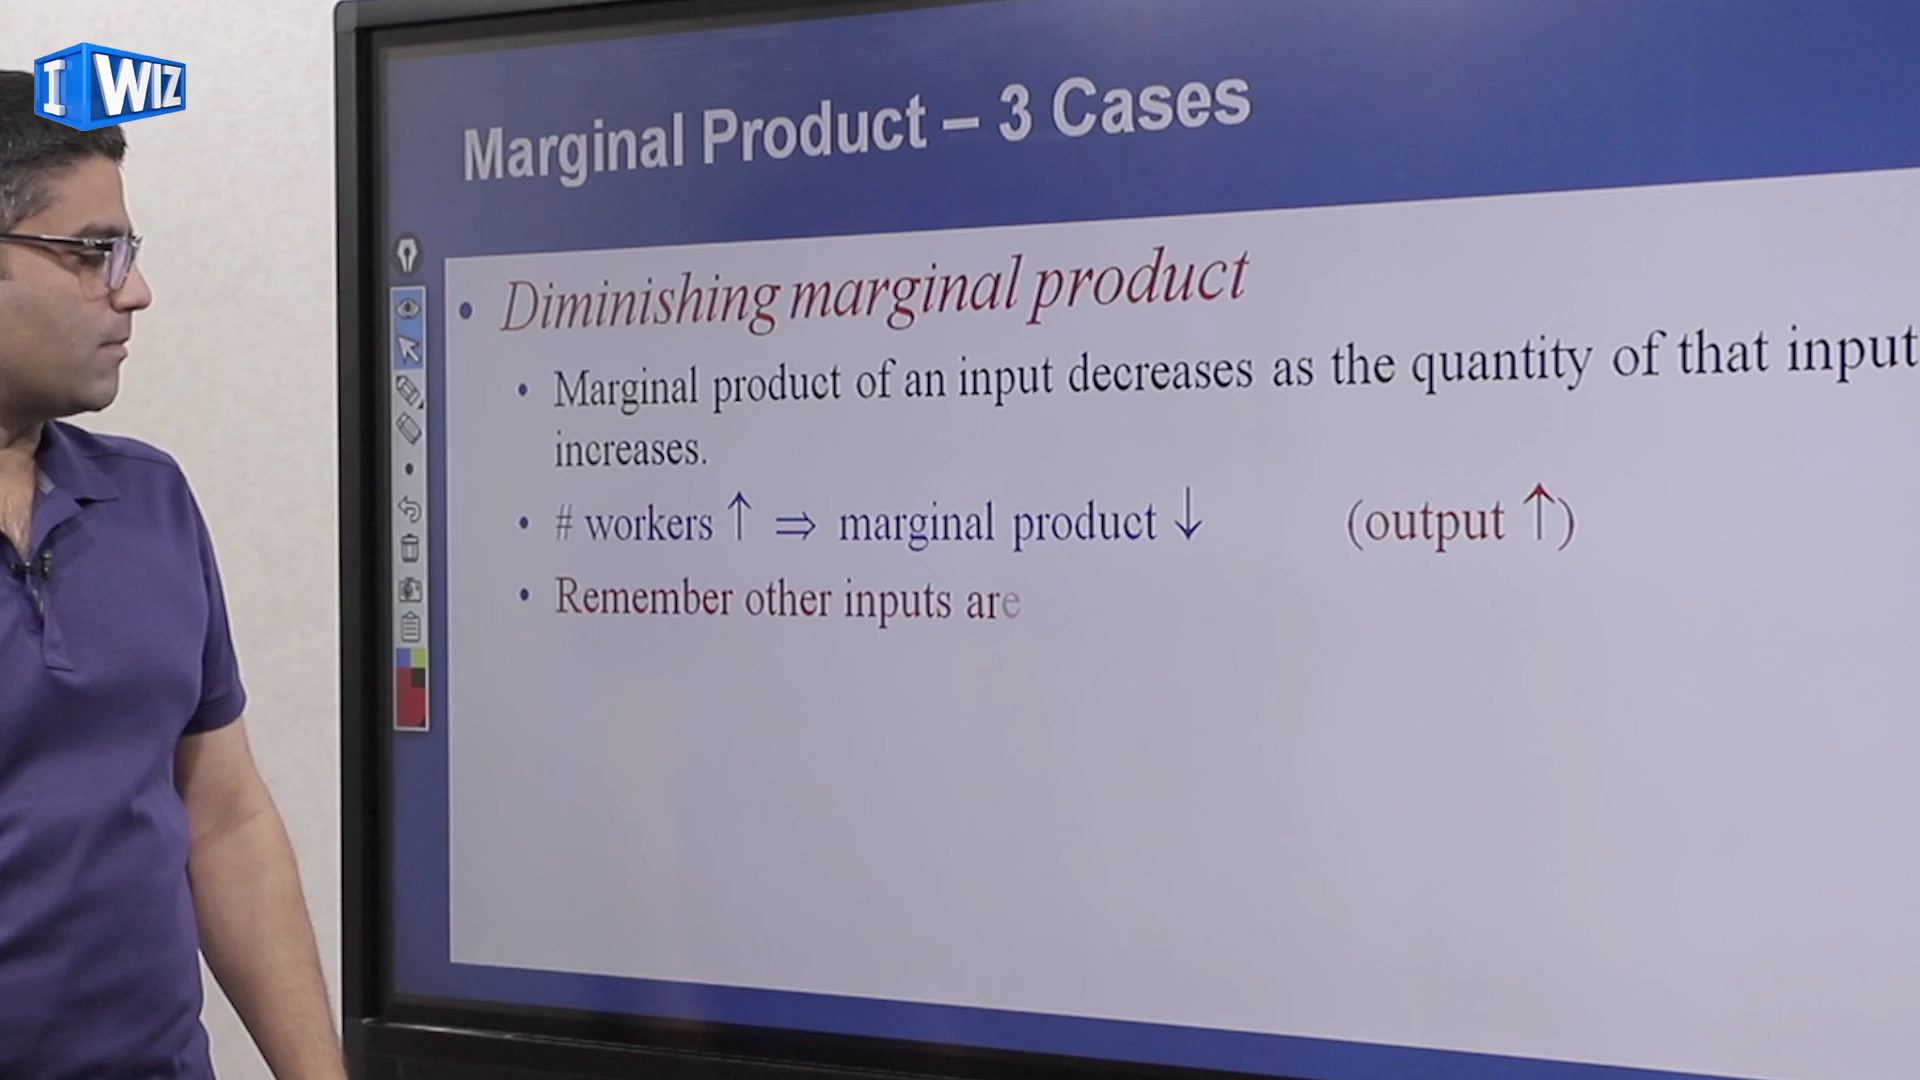 I WIZ
Marginal Product – 3 Cases
• Diminishing marginal product
• Marginal product of an input decreases as the quantity of that input
increases.
• # workers ↑ ⇒ marginal product ↓ (output ↑)
• Remember other inputs are